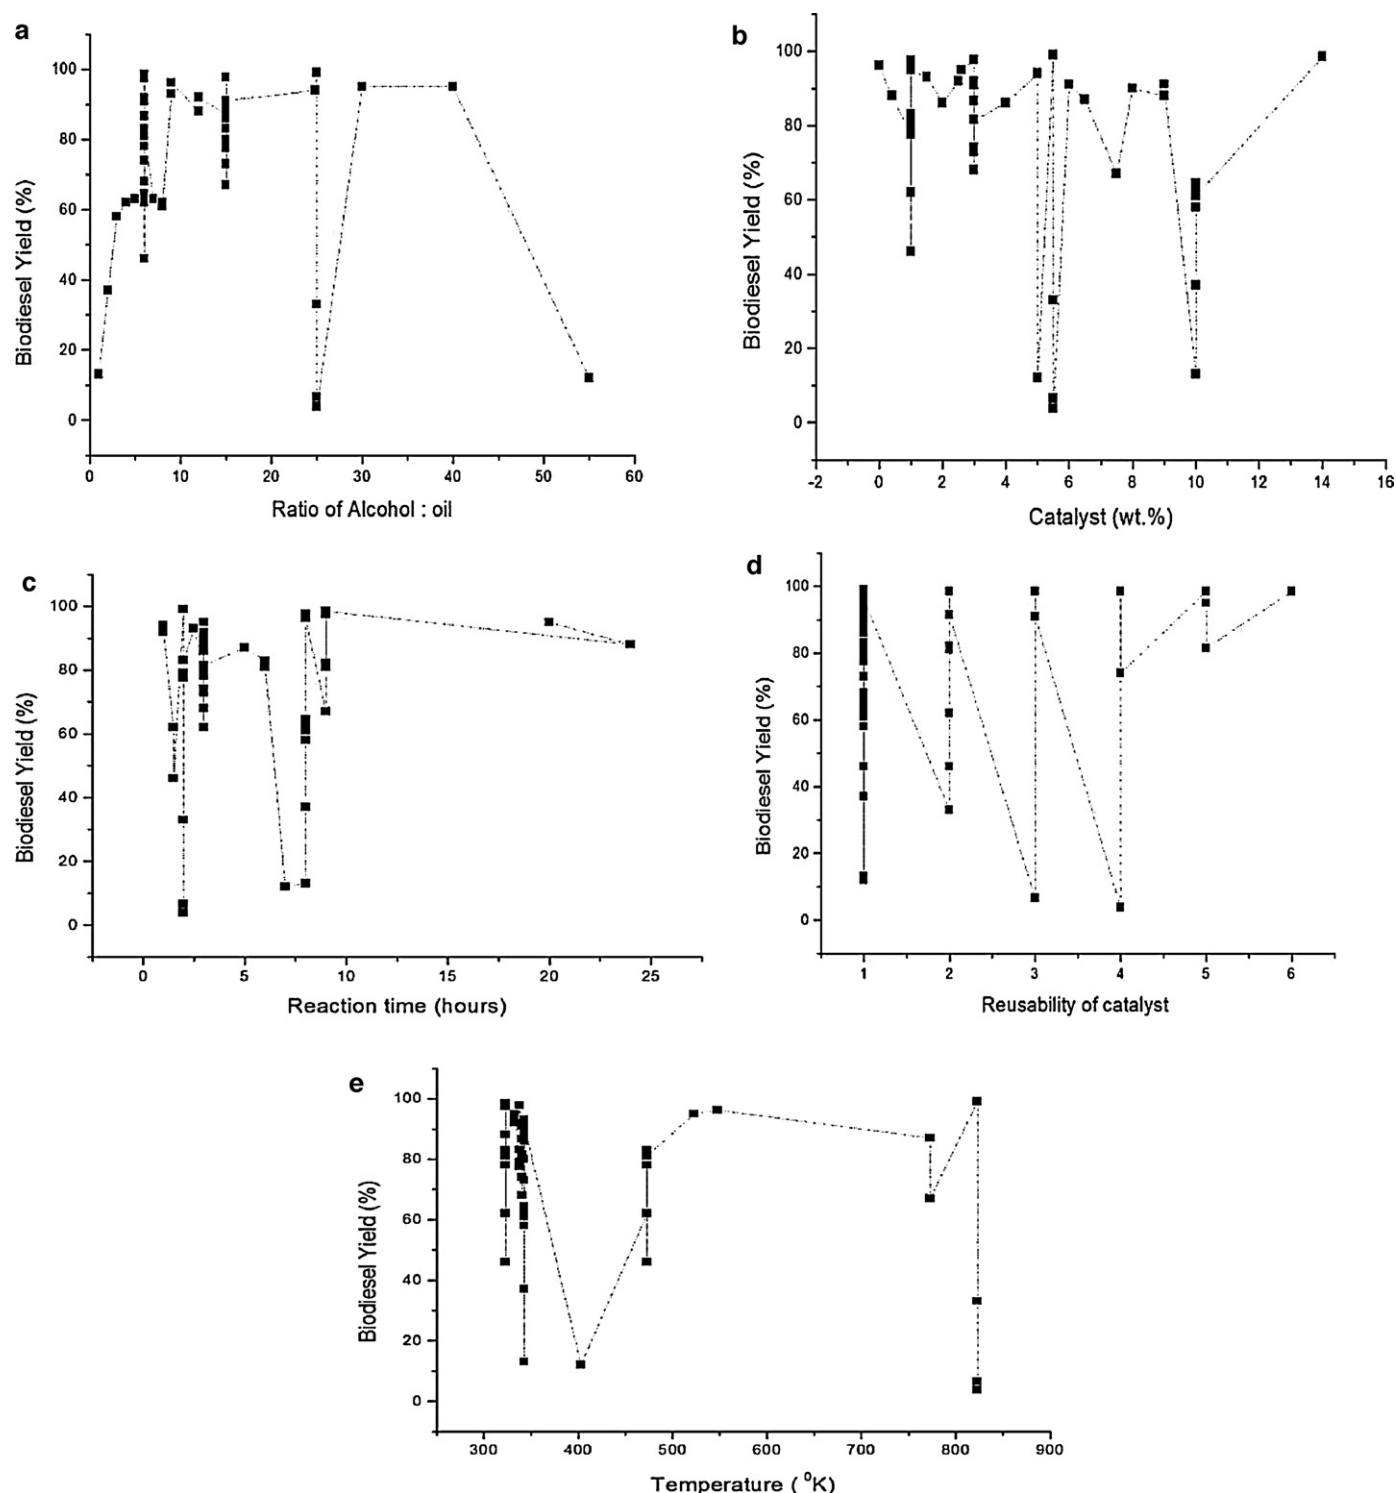 a
100
80
60
40
20
0
Biodiesel Yield (%)
0 10 20 30 40 50 60
Ratio of Alcohol : oil
b
100
80
60
40
20
0
Biodiesel Yield (%)
-2 0 2 4 6 8 10 12 14 16
Catalyst (wt.%)
c
100
80
60
40
20
0
Biodiesel Yield (%)
0 5 10 15 20 25
Reaction time (hours)
d
100
80
60
40
20
0
Biodiesel Yield (%)
1 2 3 4 5 6
Reusability of catalyst
e
100
80
60
40
20
0
Biodiesel Yield (%)
300 400 500 600 700 800 900
Temperature ( ⁰K)